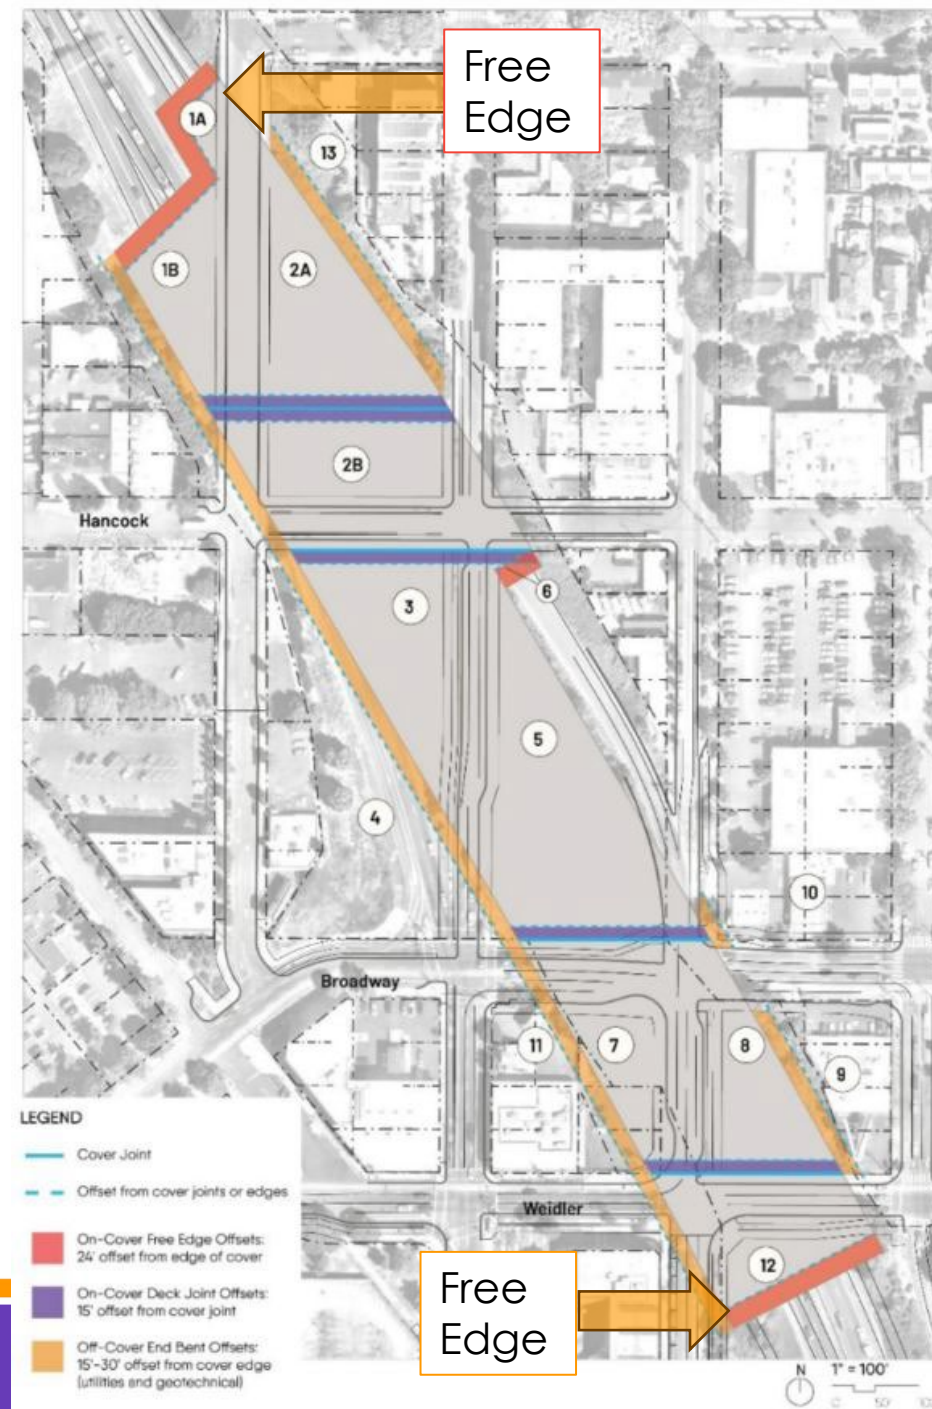 Free
Edge
1A
13
1B
2A
2B
Hancock
3
6
5
4
10
Broadway
11
7
8
9
LEGEND
Cover Joint
Offset from cover joints or edges
Weidler
On-Cover Free Edge Offsets:
24' offset from edge of cover
12
On-Cover Deck Joint Offsets:
15' offset from cover joint
Free
Edge
Off-Cover End Bent Offsets:
15'-30' offset from cover edge
(utilities and geotechnical)
N
1" = 100'
0 50'